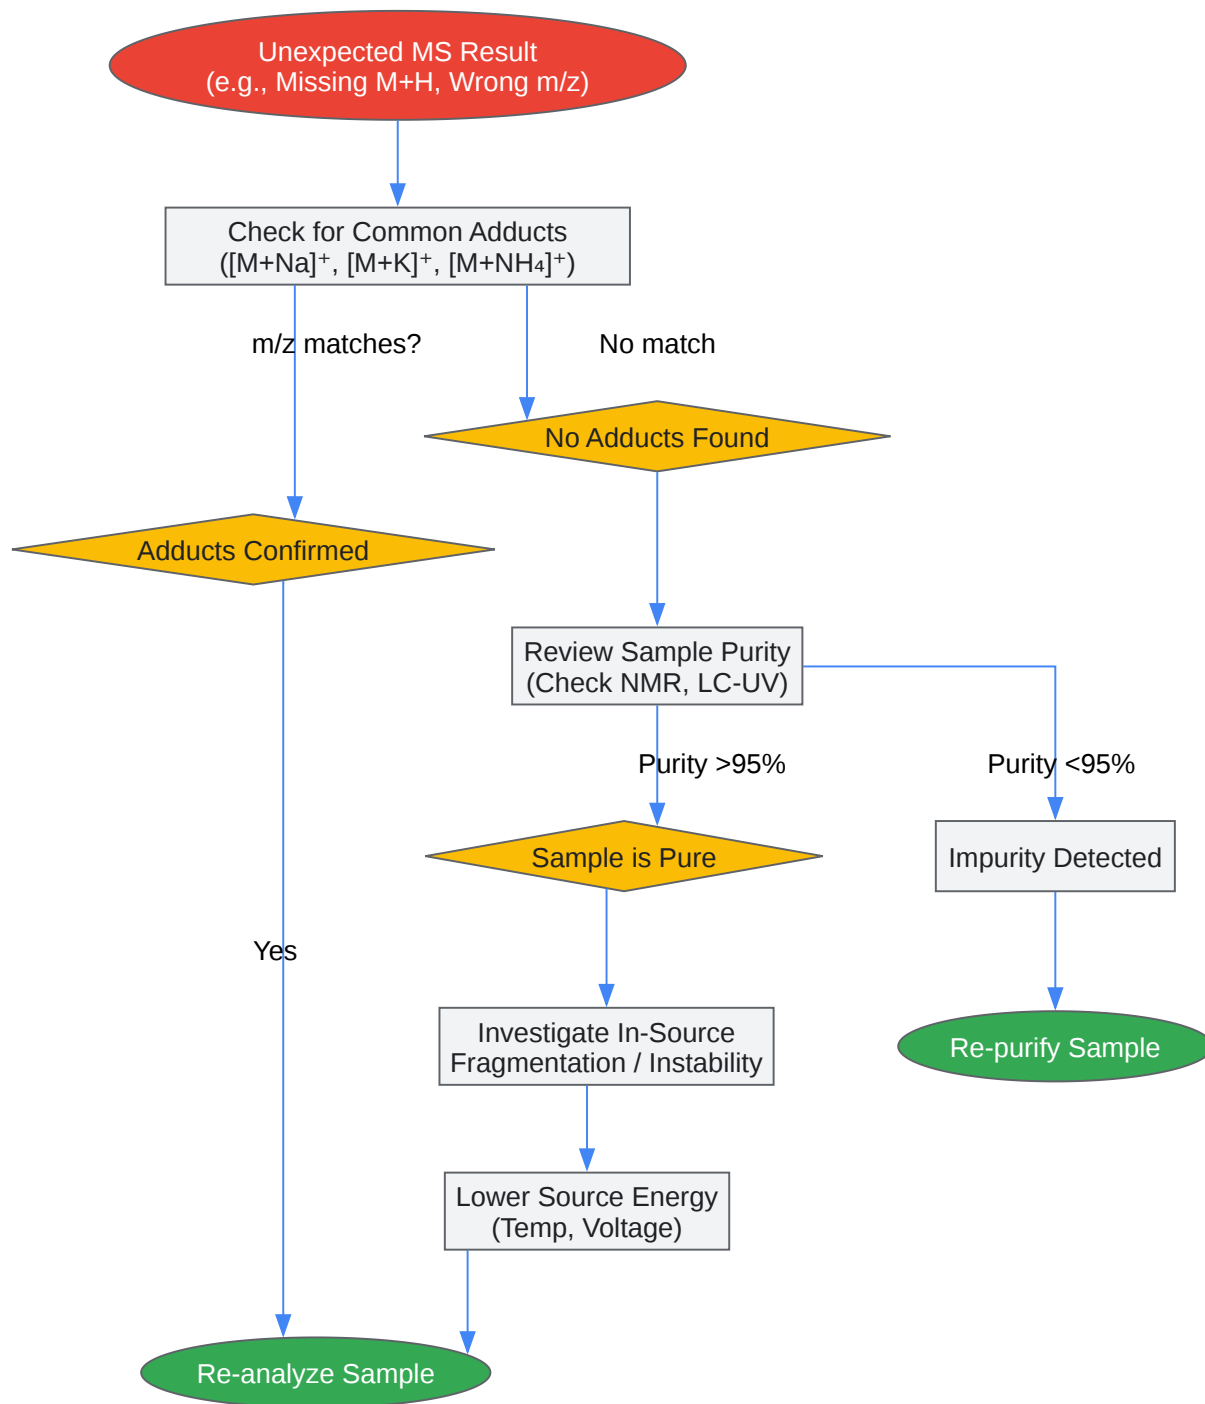 Unexpected MS Result
(e.g., Missing M+H, Wrong m/z)
Check for Common Adducts
([M+Na]⁺, [M+K]⁺, [M+NH₄]⁺)
m/z matches?
No match
No Adducts Found
Adducts Confirmed
Review Sample Purity
(Check NMR, LC-UV)
Purity >95%
Purity <95%
Sample is Pure
Impurity Detected
Yes
Investigate In-Source
Fragmentation / Instability
Re-purify Sample
Lower Source Energy
(Temp, Voltage)
Re-analyze Sample